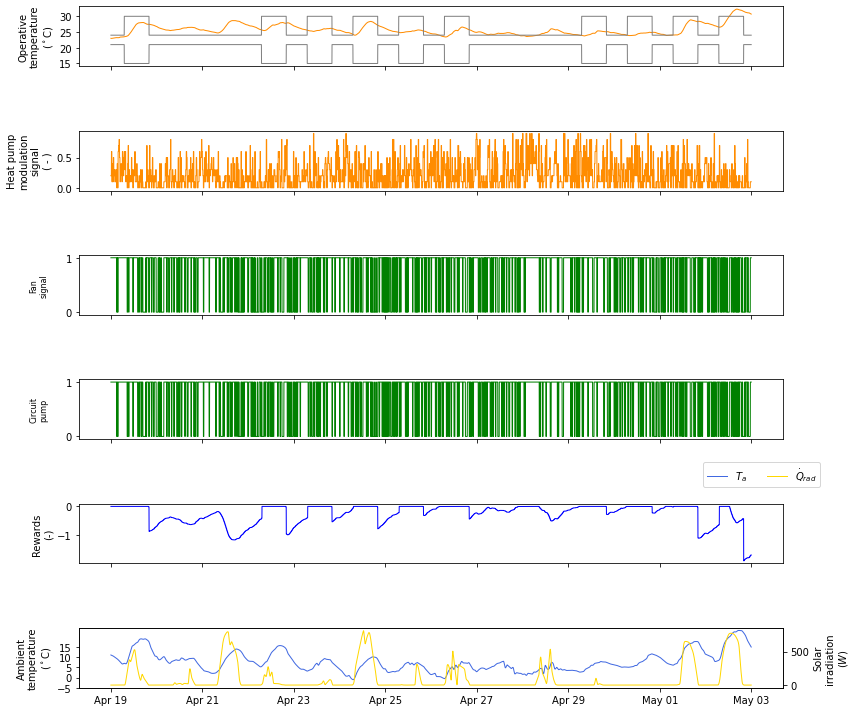 Operative
temperature
(°C)
30
25
20
15
Heat pump
modulation
signal
( - )
0.5
0.0
Fan
signal
1
0
Circuit
pump
1
0
T_a
Q̇_rad
Rewards
(-)
0
−1
Ambient
temperature
(°C)
15
10
5
0
−5
500
0
Solar
irradiation
(W)
Apr 19 Apr 21 Apr 23 Apr 25 Apr 27 Apr 29 May 01 May 03